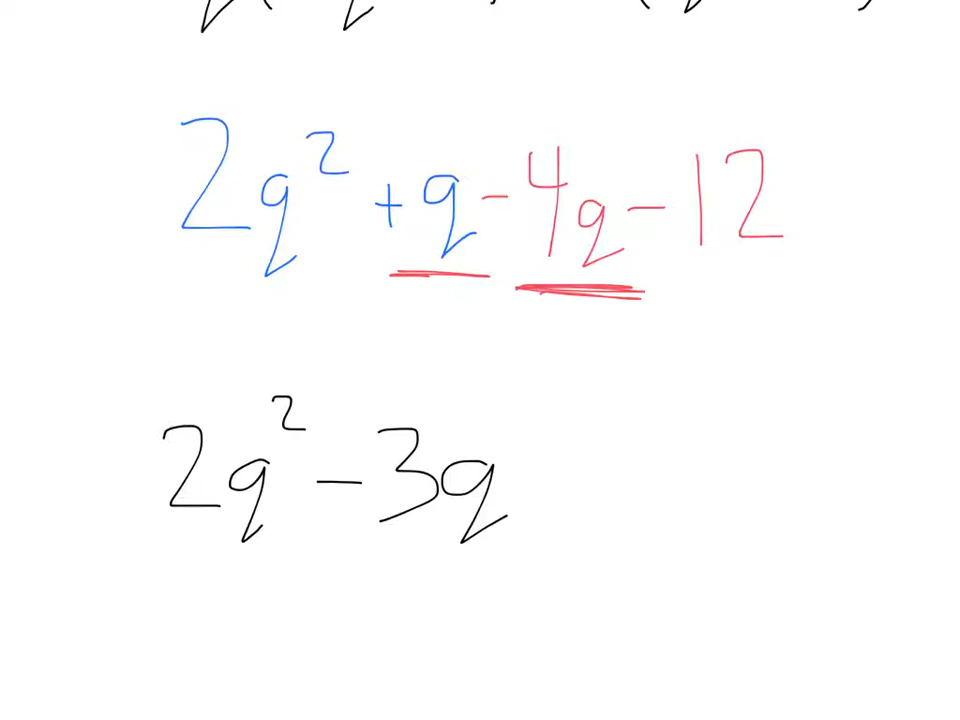 2q² + q - 4q - 12
2q² - 3q